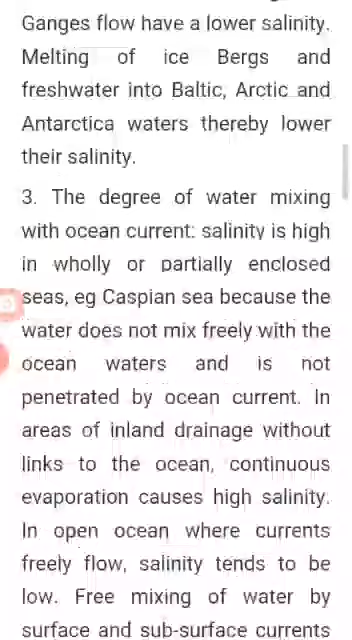 Ganges flow have a lower salinity.
Melting of ice Bergs and
freshwater into Baltic, Arctic and
Antarctica waters thereby lower
their salinity.
3. The degree of water mixing
with ocean current: salinity is high
in wholly or partially enclosed
seas, eg Caspian sea because the
water does not mix freely with the
ocean waters and is not
penetrated by ocean current. In
areas of inland drainage without
links to the ocean, continuous
evaporation causes high salinity.
In open ocean where currents
freely flow, salinity tends to be
low. Free mixing of water by
surface and sub-surface currents